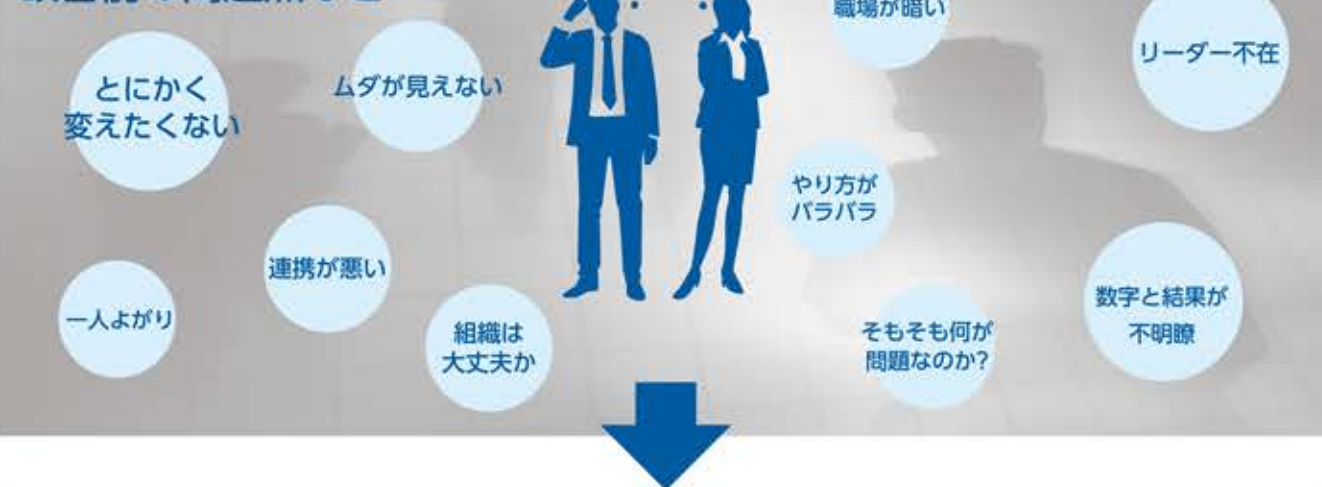 職場が暗い
リーダー不在
とにかく
変えたくない
ムダが見えない
やり方が
バラバラ
連携が悪い
一人よがり
組織は
大丈夫か
そもそも何が
問題なのか?
数字と結果が
不明瞭